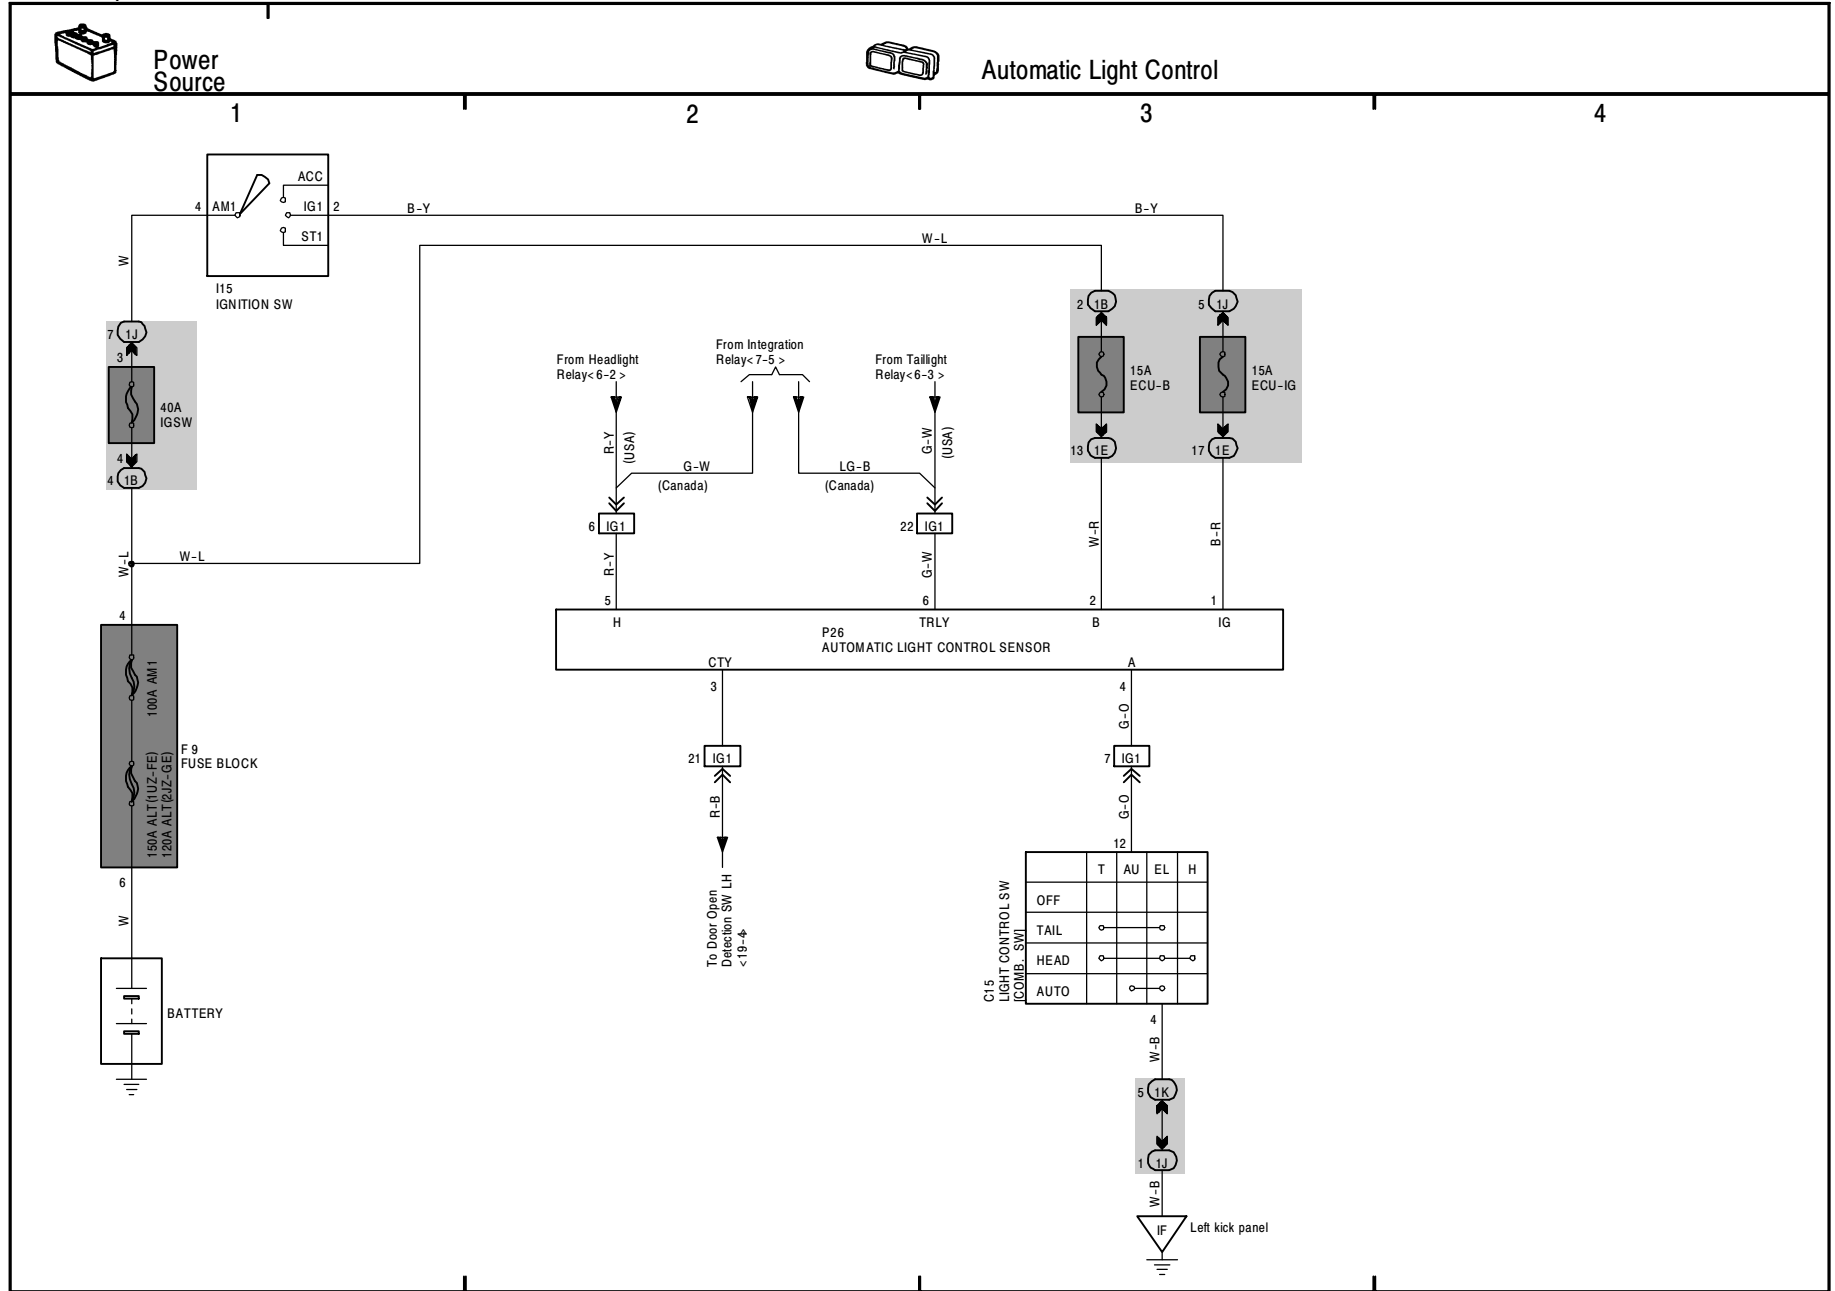 Power
Source
Automatic Light Control
1
2
3
4
ACC
4
AM1
IG1
2
ST1
B-Y
B-Y
W
I15
IGNITION SW
W-L
7
1J
3
40A
IGSW
4
4
1B
2
1B
5
1J
15A
ECU-B
15A
ECU-IG
13
1E
17
1E
From Headlight
Relay<6-2>
From Integration
Relay<7-5>
From Taillight
Relay<6-3>
R-Y
(USA)
G-W
(Canada)
LG-B
(Canada)
G-W
(USA)
6
IG1
22
IG1
W-R
B-R
R-Y
G-W
W-L
W-L
5
6
2
1
H
TRLY
B
IG
P26
AUTOMATIC LIGHT CONTROL SENSOR
CTY
A
3
4
4
100A AM1
150A ALT(1UZ-FE)
120A ALT(2JZ-GE)
F9
FUSE BLOCK
6
W
BATTERY
G-O
21
IG1
7
IG1
R-B
G-O
To Door Open
Detection SW LH
<19-4>
12
C15
LIGHT CONTROL SW
[COMB. SW]
T
AU
EL
H
OFF
TAIL
HEAD
AUTO
4
W-B
5
1K
1
1J
W-B
IF
Left kick panel